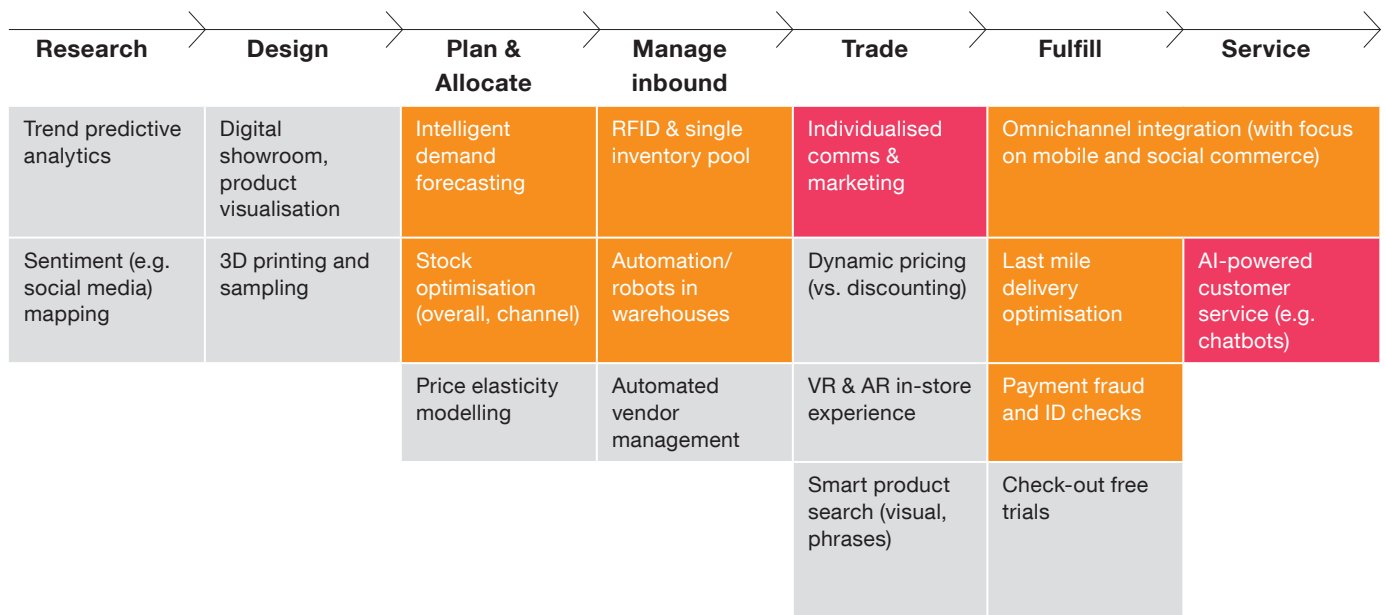 Research
Design
Plan &
Allocate
Manage
inbound
Trade
Fulfill
Service
Trend predictive
analytics
Digital
showroom,
product
visualisation
Intelligent
demand
forecasting
RFID & single
inventory pool
Individualised
comms &
marketing
Omnichannel integration (with focus
on mobile and social commerce)
Sentiment (e.g.
social media)
mapping
3D printing and
sampling
Stock
optimisation
(overall, channel)
Automation/
robots in
warehouses
Dynamic pricing
(vs. discounting)
Last mile
delivery
optimisation
AI-powered
customer
service (e.g.
chatbots)
Price elasticity
modelling
Automated
vendor
management
VR & AR in-store
experience
Payment fraud
and ID checks
Smart product
search (visual,
phrases)
Check-out free
trials